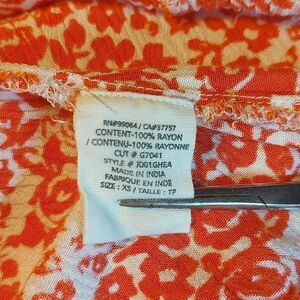 RN#99064 / CA#37757
CONTENT-100% RAYON
/ CONTENU-100% RAYONNE
CUT # G7041
STYLE # JD01GHEA
MADE IN INDIA
FABRIQUE EN INDE
SIZE : XS / TAILLE : TP